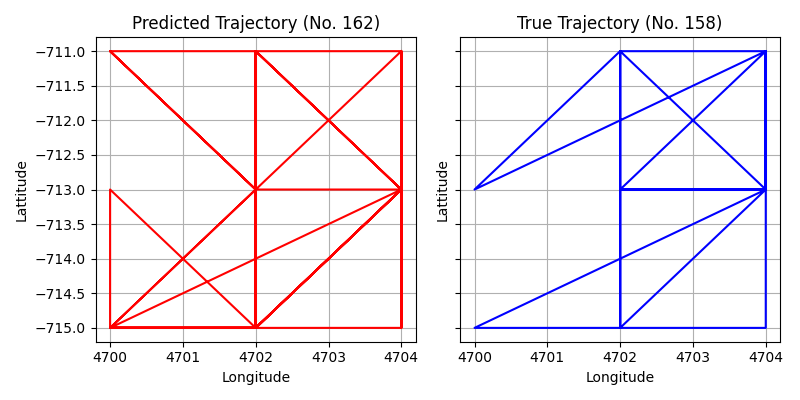 Predicted Trajectory (No. 162)
True Trajectory (No. 158)
−711.0
−711.5
−712.0
−712.5
−713.0
−713.5
−714.0
−714.5
−715.0
Lattitude
Lattitude
4700 4701 4702 4703 4704
4700 4701 4702 4703 4704
Longitude
Longitude